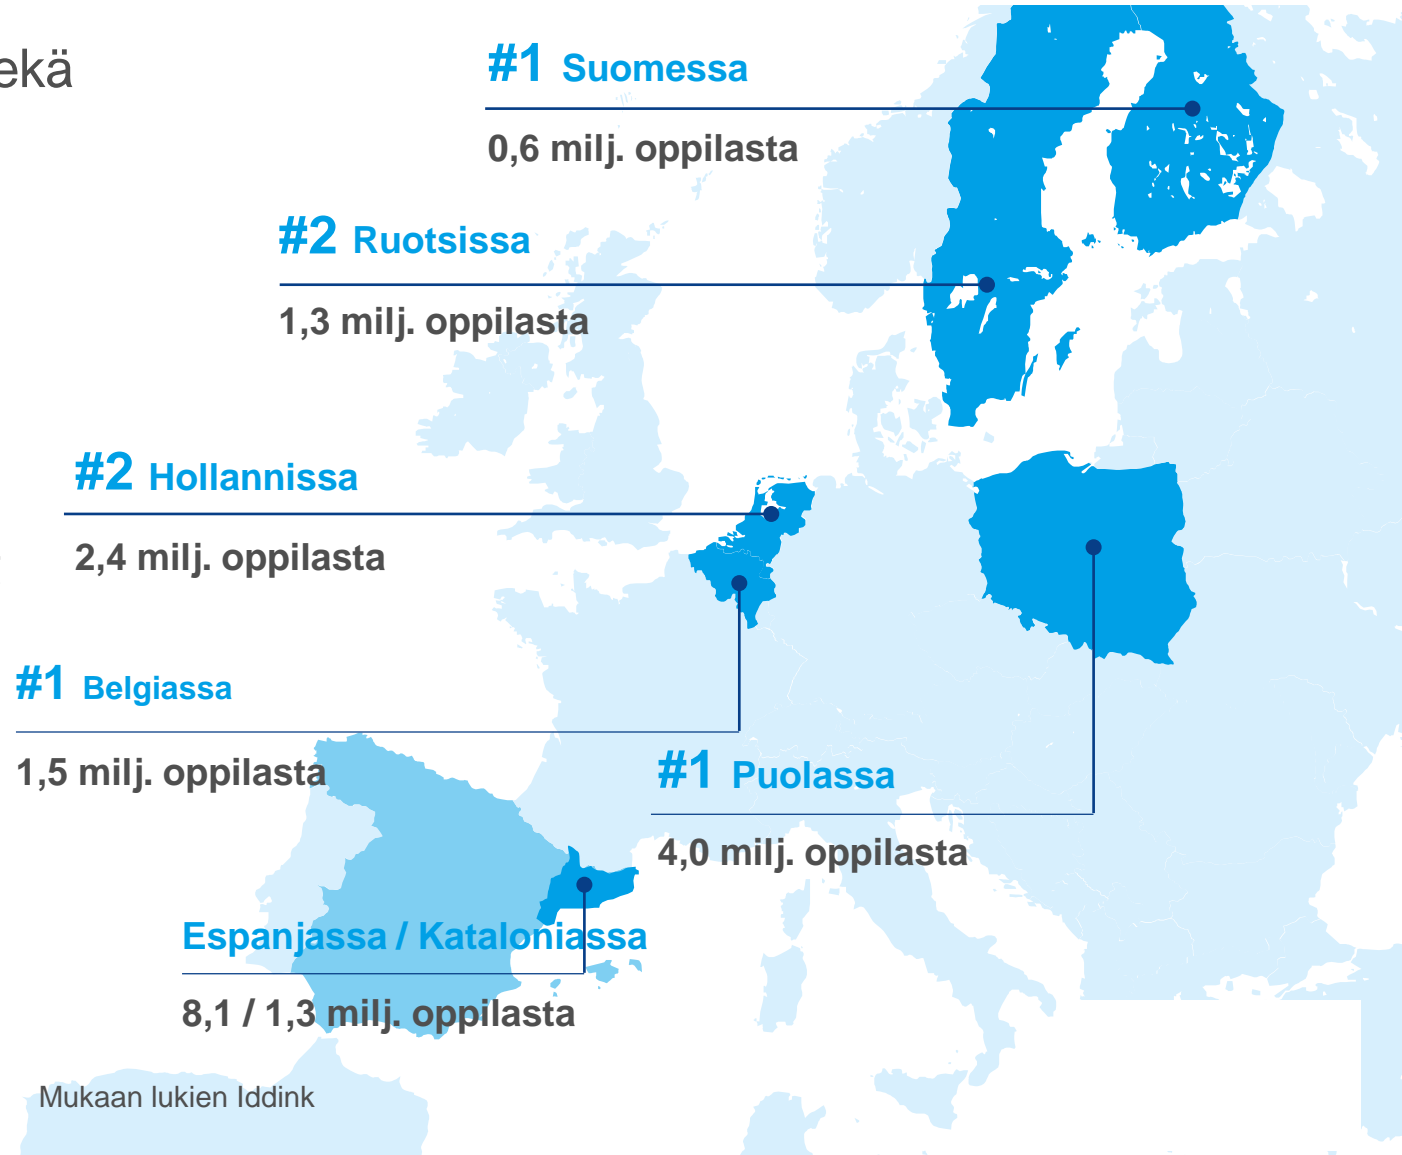 #1 Suomessa
0,6 milj. oppilasta
#2 Ruotsissa
1,3 milj. oppilasta
#2 Hollannissa
2,4 milj. oppilasta
#1 Belgiassa
1,5 milj. oppilasta
#1 Puolassa
4,0 milj. oppilasta
Espanjassa / Kataloniassa
8,1 / 1,3 milj. oppilasta
Mukaan lukien Iddink